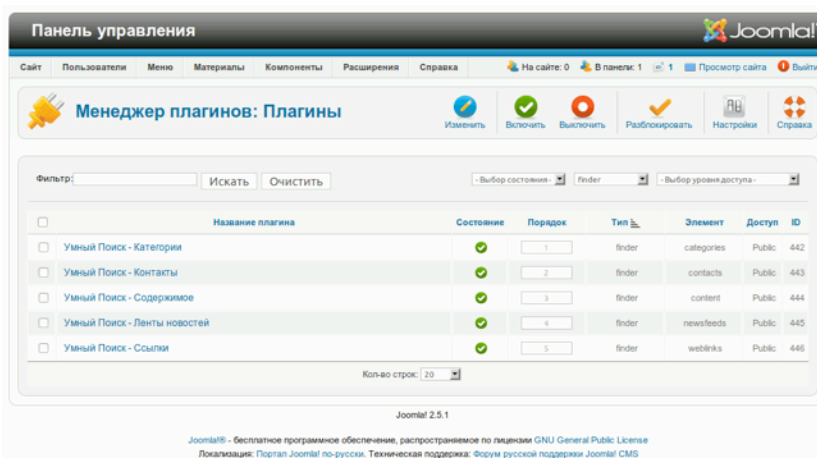 Панель управления Joomla!
Сайт Пользователи Меню Материалы Компоненты Расширения Справка На сайте: 0 В панели: 1 1 Просмотр сайта Выйти
Менеджер плагинов: Плагины
Изменить Включить Выключить Разблокировать Настройки Справка
Фильтр: Искать Очистить - Выбор состояния - finder - Выбор уровня доступа -
Название плагина Состояние Порядок Тип Элемент Доступ ID
Умный Поиск - Категории 1 finder categories Public 442
Умный Поиск - Контакты 2 finder contacts Public 443
Умный Поиск - Содержимое 3 finder content Public 444
Умный Поиск - Ленты новостей 4 finder newsfeeds Public 445
Умный Поиск - Ссылки 5 finder weblinks Public 446
Кол-во строк: 20
Joomla! 2.5.1
Joomla!® - бесплатное программное обеспечение, распространяемое по лицензии GNU General Public License
Локализация: Портал Joomla! по-русски. Техническая поддержка: Форум русской поддержки Joomla! CMS